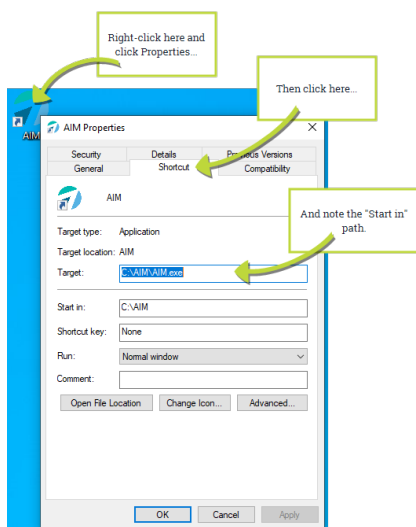 Right-click here and
click Properties...
Then click here...
AIM
AIM Properties
Security Details Previous Versions
General Shortcut Compatibility
AIM
And note the "Start in"
path.
Target type: Application
Target location: AIM
Target: C:\AIM\AIM.exe
Start in: C:\AIM
Shortcut key: None
Run: Normal window
Comment:
Open File Location Change Icon... Advanced...
OK Cancel Apply